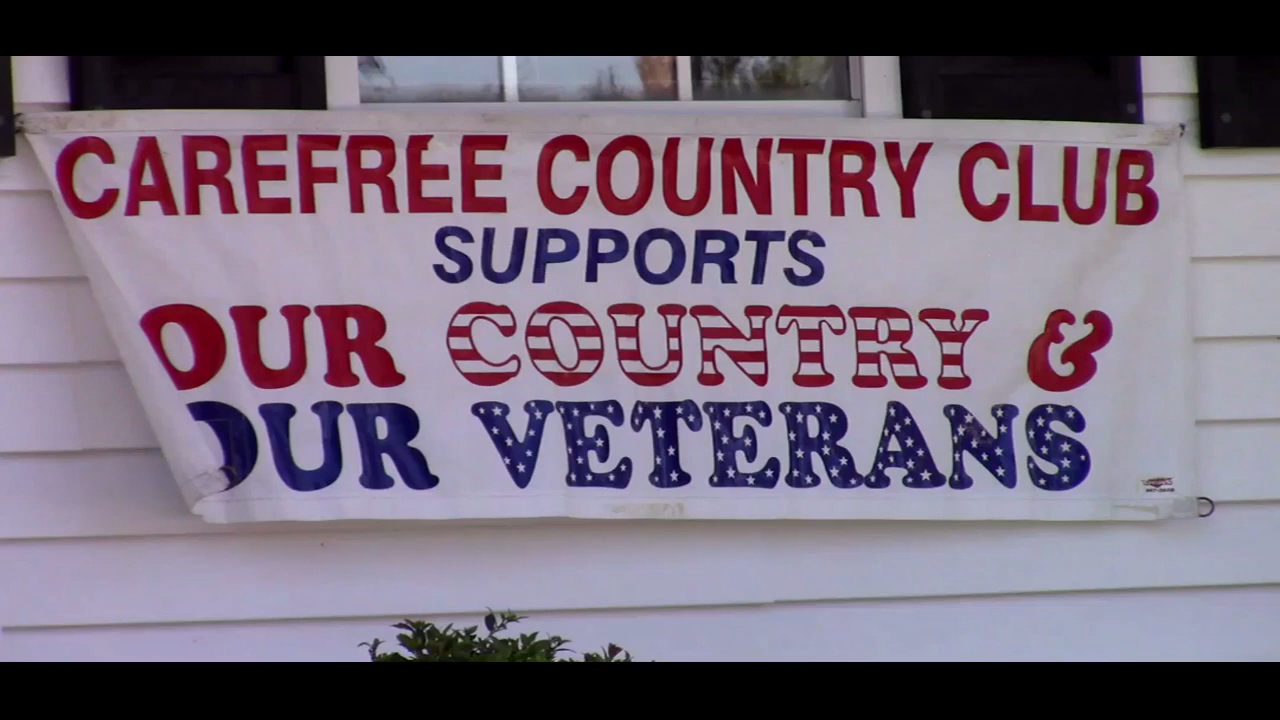 CAREFREE COUNTRY CLUB
SUPPORTS
OUR COUNTRY &
OUR VETERANS